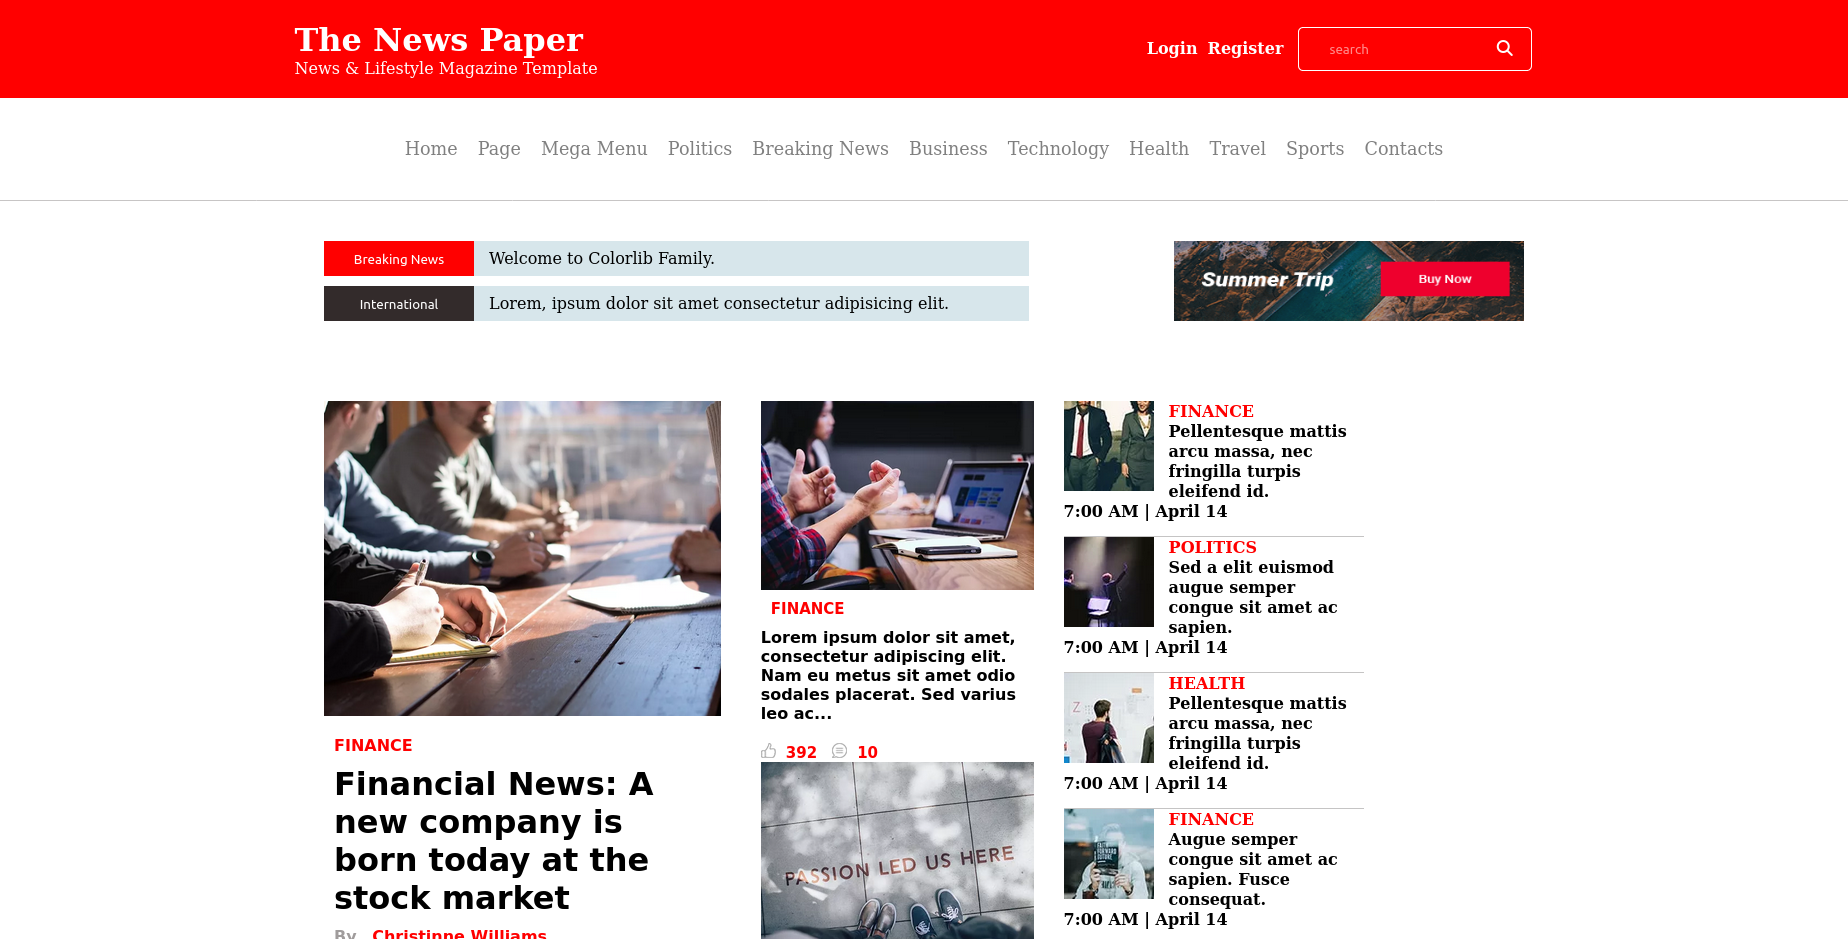 The News Paper
News & Lifestyle Magazine Template
Login Register search
Home Page Mega Menu Politics Breaking News Business Technology Health Travel Sports Contacts
Breaking News Welcome to Colorlib Family.
International Lorem, ipsum dolor sit amet consectetur adipisicing elit.
Summer Trip Buy Now
FINANCE
Financial News: A
new company is
born today at the
stock market
By Christinne Williams
FINANCE
Lorem ipsum dolor sit amet,
consectetur adipiscing elit.
Nam eu metus sit amet odio
sodales placerat. Sed varius
leo ac...
392 10
PASSION LED US HERE
FINANCE
Pellentesque mattis
arcu massa, nec
fringilla turpis
eleifend id.
7:00 AM | April 14
POLITICS
Sed a elit euismod
augue semper
congue sit amet ac
sapien.
7:00 AM | April 14
HEALTH
Pellentesque mattis
arcu massa, nec
fringilla turpis
eleifend id.
7:00 AM | April 14
FINANCE
Augue semper
congue sit amet ac
sapien. Fusce
consequat.
7:00 AM | April 14